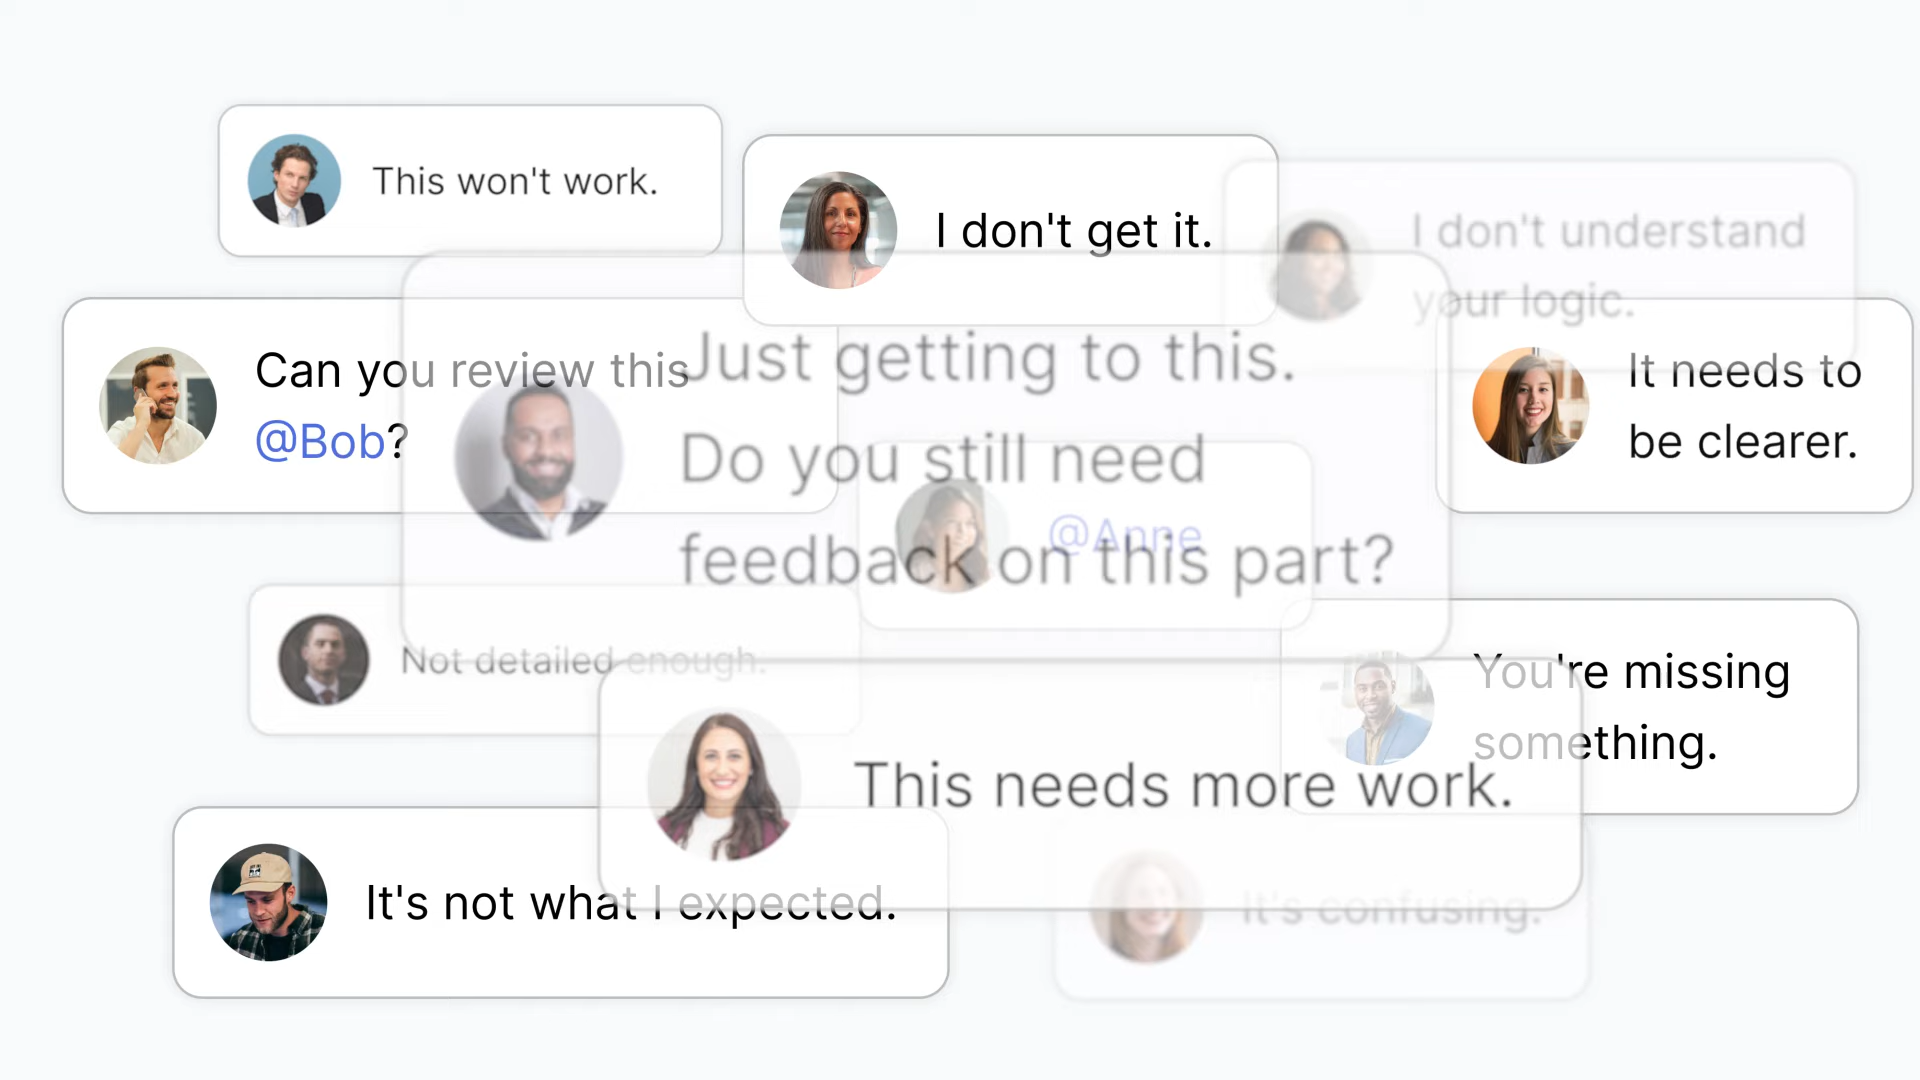 This won't work.
I don't get it.
I don't understand
your logic.
Can you review this
@Bob?
Just getting to this.
Do you still need
feedback on this part?
It needs to
be clearer.
@Anne
Not detailed enough.
You're missing
something.
This needs more work.
It's not what I expected.
It's confusing.